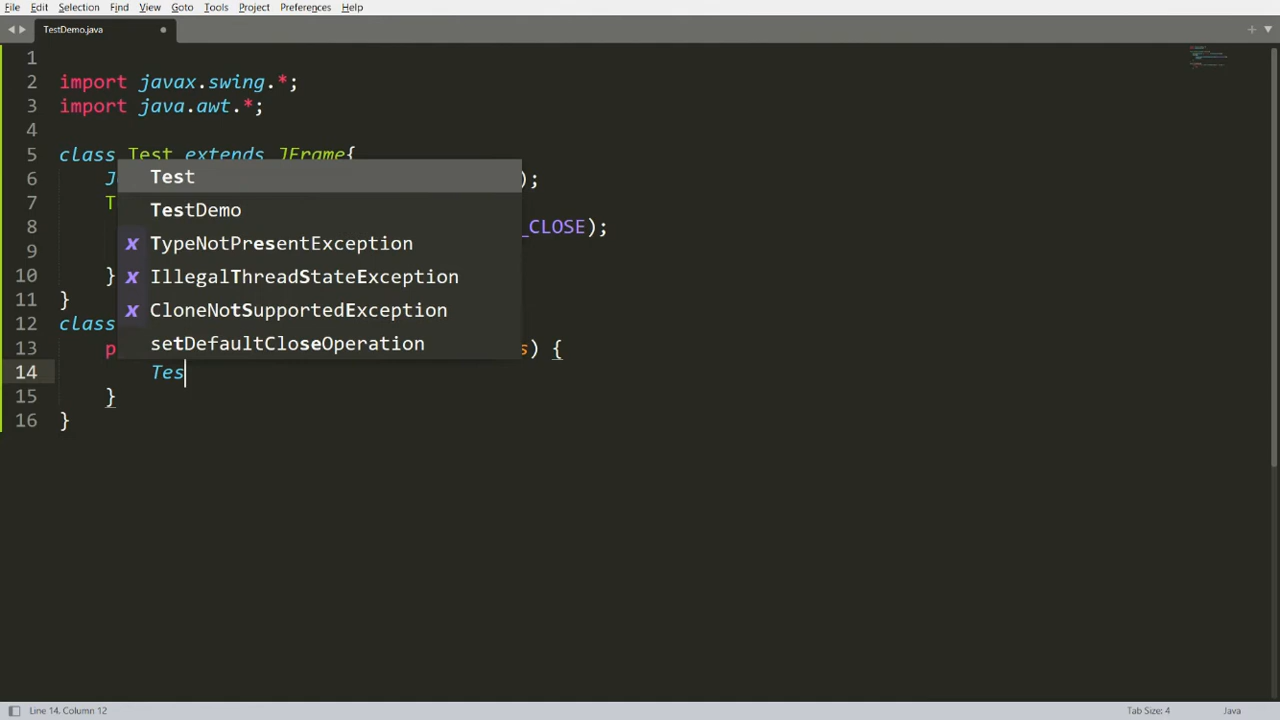 File Edit Selection Find View Goto Tools Project Preferences Help
TestDemo.java
1
2 import javax.swing.*;
3 import java.awt.*;
4
5 class Test extends JFrame{
6 J );
7 T
8 _CLOSE);
9
10 }
11 }
12 class
13 p s) {
14 Tes
15 }
16 }
Test
TestDemo
x TypeNotPresentException
x IllegalThreadStateException
x CloneNotSupportedException
setDefaultCloseOperation
Line 14, Column 12 Tab Size: 4 Java